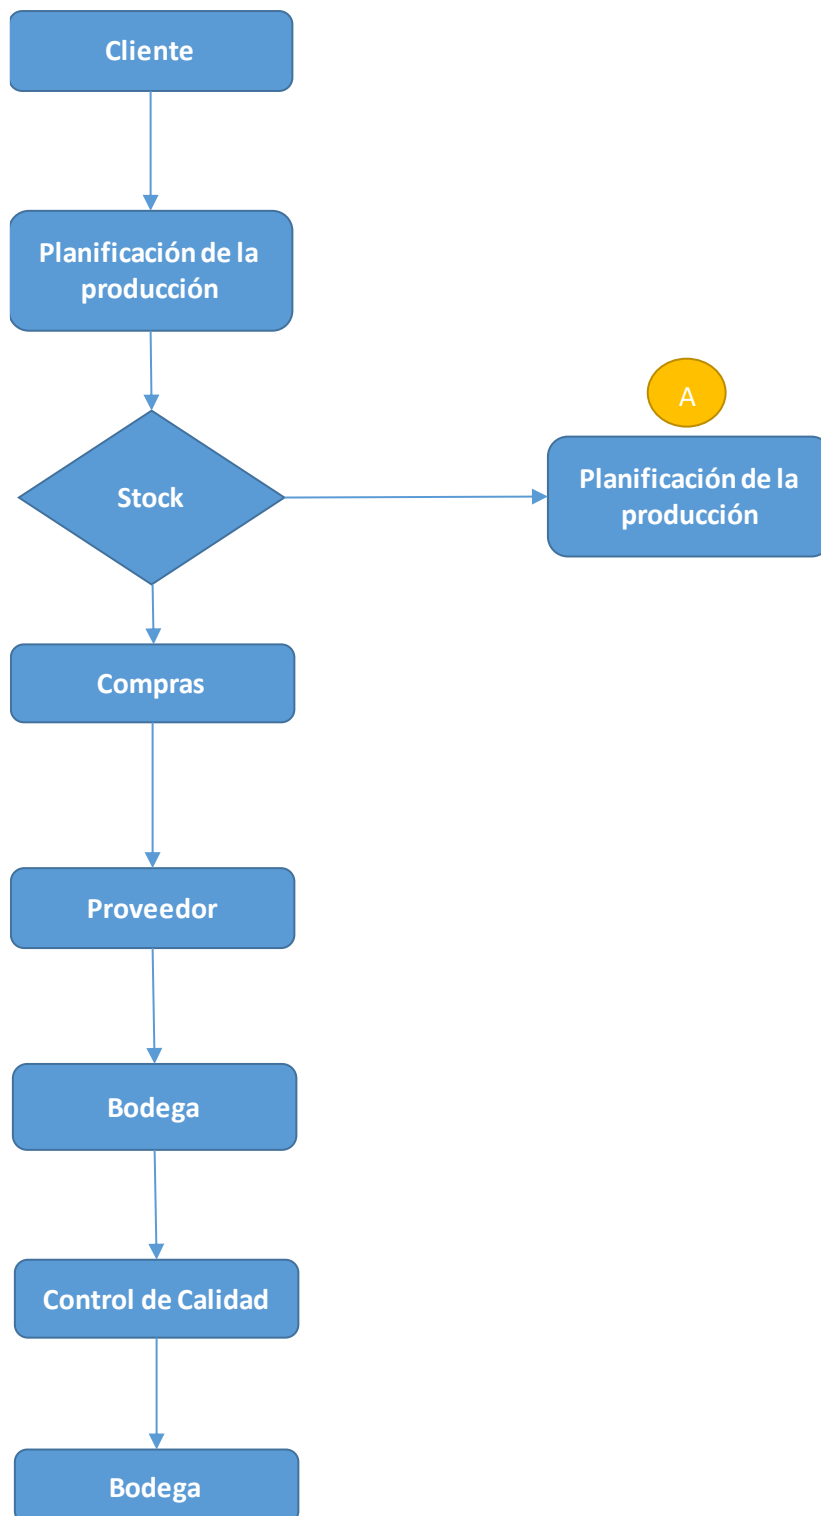 Cliente
Planificación de la
producción
A
Stock
Planificación de la
producción
Compras
Proveedor
Bodega
Control de Calidad
Bodega